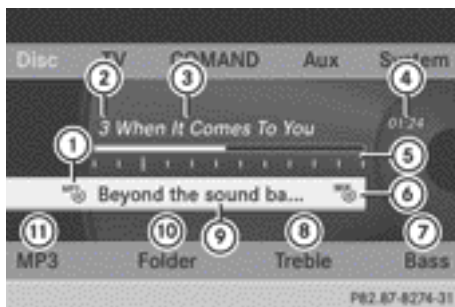 Disc TV COMAND Aux System
2 3 4
3 When It Comes To You 01:24
1
5
Beyond the sound ba... 6
11 10 9 8 7
MP3 Folder Treble Bass
P82.87-8274-31